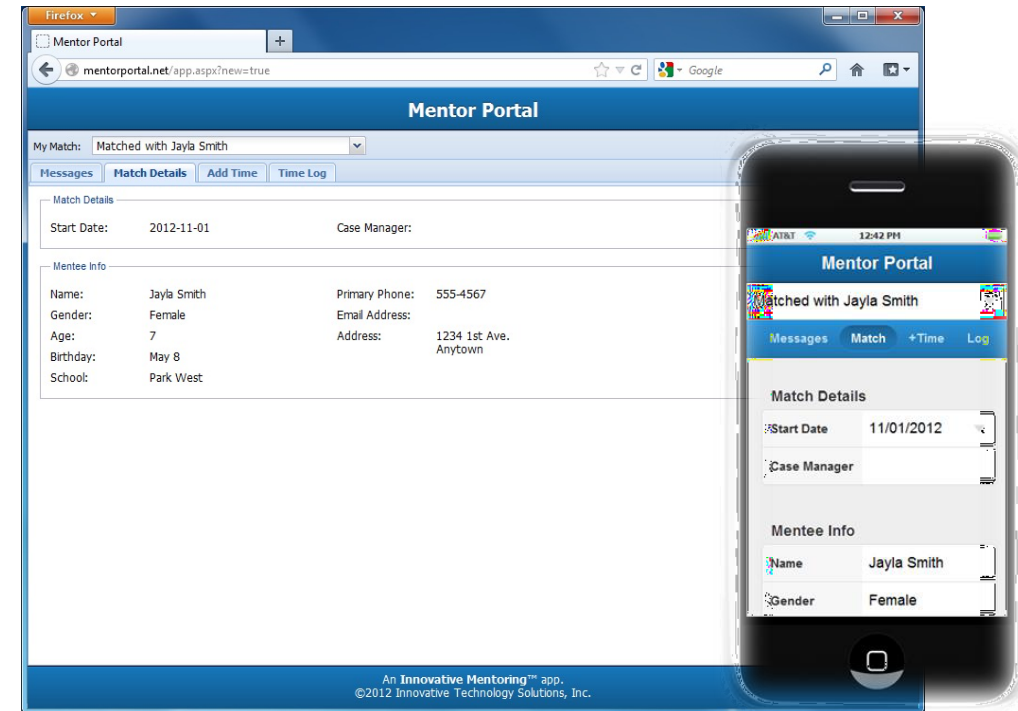 Firefox
Mentor Portal
mentorportal.net/app.aspx?new=true
Google
Mentor Portal
My Match: Matched with Jayla Smith
Messages Match Details Add Time Time Log
Match Details
Start Date: 2012-11-01 Case Manager:
Mentee Info
Name: Jayla Smith Primary Phone: 555-4567
Gender: Female Email Address:
Age: 7 Address: 1234 1st Ave.
Anytown
Birthday: May 8
School: Park West
An Innovative Mentoring™ app.
©2012 Innovative Technology Solutions, Inc.
AT&T 12:42 PM
Mentor Portal
Matched with Jayla Smith
Messages Match +Time Log
Match Details
Start Date 11/01/2012
Case Manager
Mentee Info
Name Jayla Smith
Gender Female